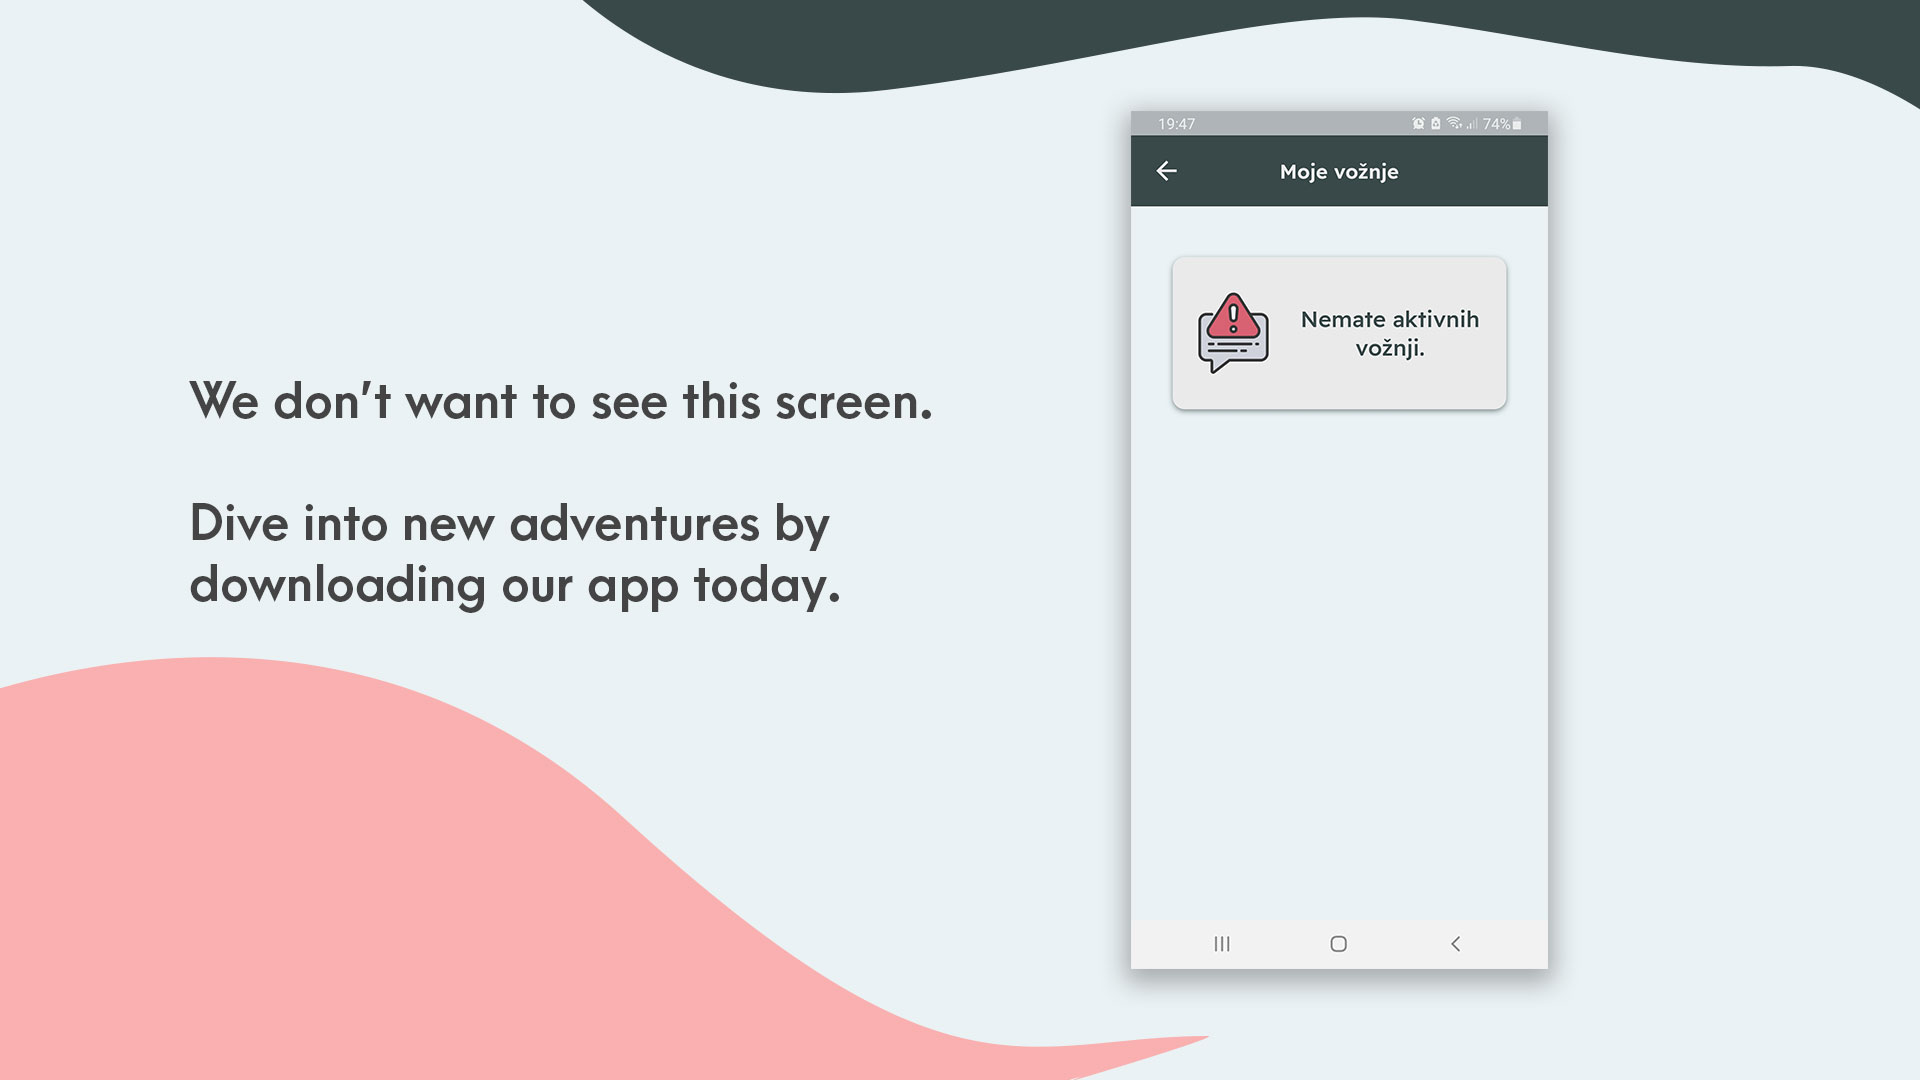 We don't want to see this screen.
Dive into new adventures by
downloading our app today.
19:47
74%
Moje vožnje
Nemate aktivnih
vožnji.